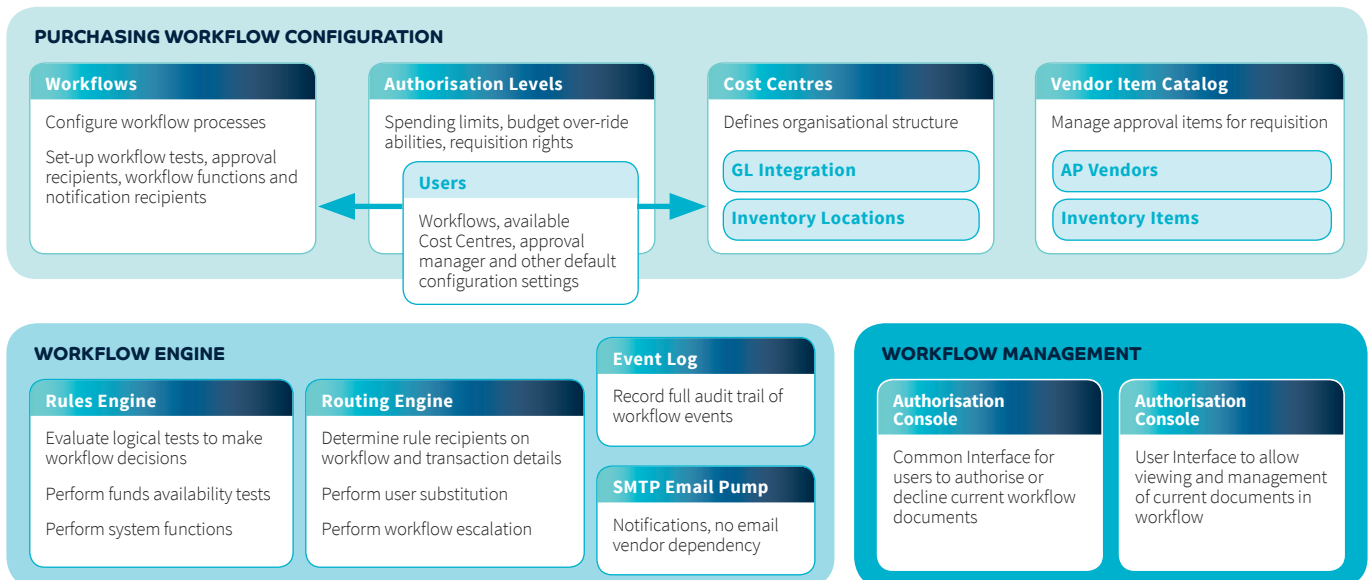 PURCHASING WORKFLOW CONFIGURATION
Workflows
Configure workflow processes
Set-up workflow tests, approval
recipients, workflow functions and
notification recipients
Authorisation Levels
Spending limits, budget over-ride
abilities, requisition rights
Users
Workflows, available
Cost Centres, approval
manager and other default
configuration settings
Cost Centres
Defines organisational structure
GL Integration
Inventory Locations
Vendor Item Catalog
Manage approval items for requisition
AP Vendors
Inventory Items
WORKFLOW ENGINE
Rules Engine
Evaluate logical tests to make
workflow decisions
Perform funds availability tests
Perform system functions
Routing Engine
Determine rule recipients on
workflow and transaction details
Perform user substitution
Perform workflow escalation
Event Log
Record full audit trail of
workflow events
SMTP Email Pump
Notifications, no email
vendor dependency
WORKFLOW MANAGEMENT
Authorisation
Console
Common Interface for
users to authorise or
decline current workflow
documents
Authorisation
Console
User Interface to allow
viewing and management
of current documents in
workflow